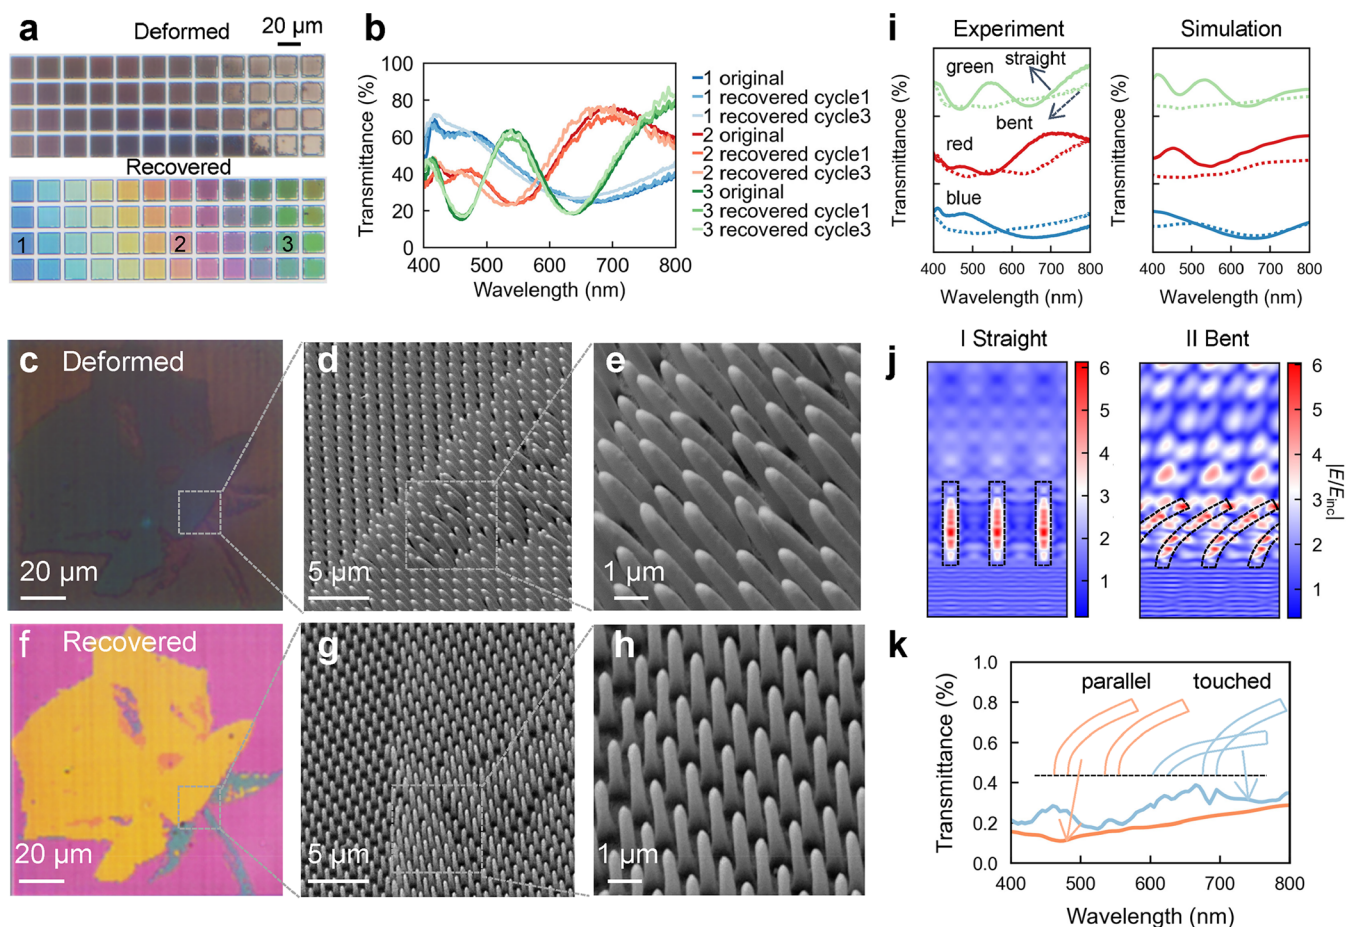 a
Deformed
20 µm
Recovered
1
2
3
b
Transmittance (%)
100
80
60
40
20
0
400
500
600
700
800
Wavelength (nm)
1 original
1 recovered cycle1
1 recovered cycle3
2 original
2 recovered cycle1
2 recovered cycle3
3 original
3 recovered cycle1
3 recovered cycle3
c
Deformed
20 µm
d
5 µm
e
1 µm
f
Recovered
20 µm
g
5 µm
h
1 µm
i
Experiment
Transmittance (%)
green
straight
bent
red
blue
400 500 600 700 800
Wavelength (nm)
Simulation
Transmittance (%)
400 500 600 700 800
Wavelength (nm)
j
I Straight
6
5
4
3
2
1
II Bent
6
5
4
3
2
1
|E/Einc|
k
Transmittance (%)
1.0
0.8
0.6
0.4
0.2
0.0
parallel
touched
400
500
600
700
800
Wavelength (nm)